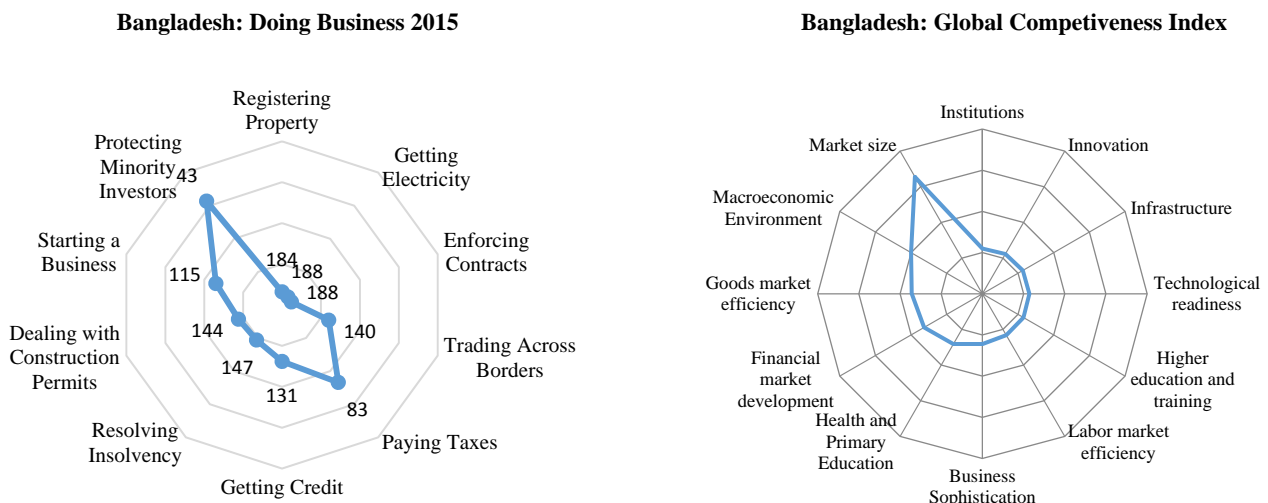 Bangladesh: Doing Business 2015
Registering
Property
Getting
Electricity
Enforcing
Contracts
Trading Across
Borders
Paying Taxes
Getting Credit
Resolving
Insolvency
Dealing with
Construction
Permits
Starting a
Business
Protecting
Minority
Investors
184
188
188
140
83
131
147
144
115
43
Bangladesh: Global Competiveness Index
Institutions
Innovation
Infrastructure
Technological
readiness
Higher
education and
training
Labor market
efficiency
Business
Sophistication
Health and
Primary
Education
Financial
market
development
Goods market
efficiency
Macroeconomic
Environment
Market size